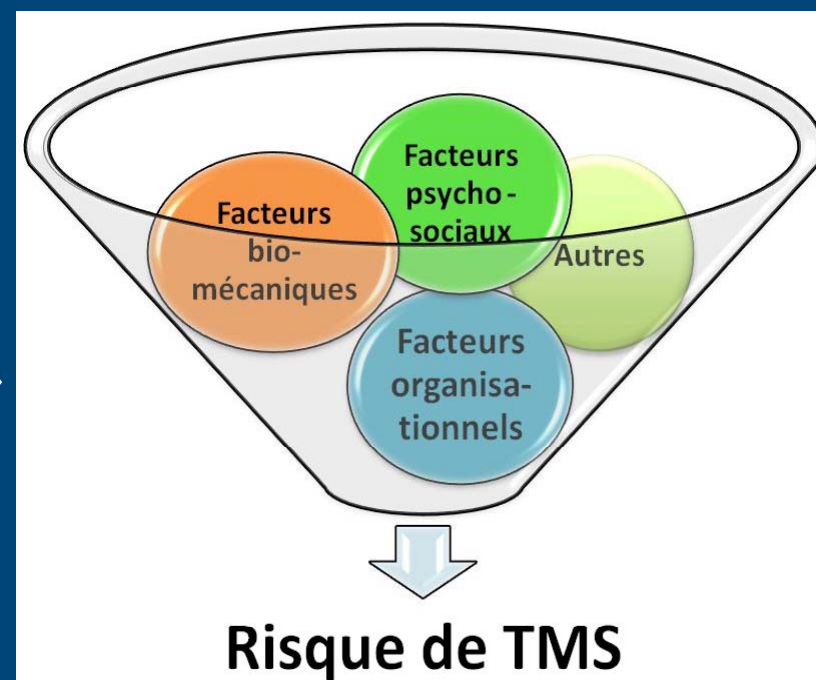 Facteurs
psycho-
sociaux
Facteurs
bio-
mécaniques
Autres
Facteurs
organisa-
tionnels
Risque de TMS